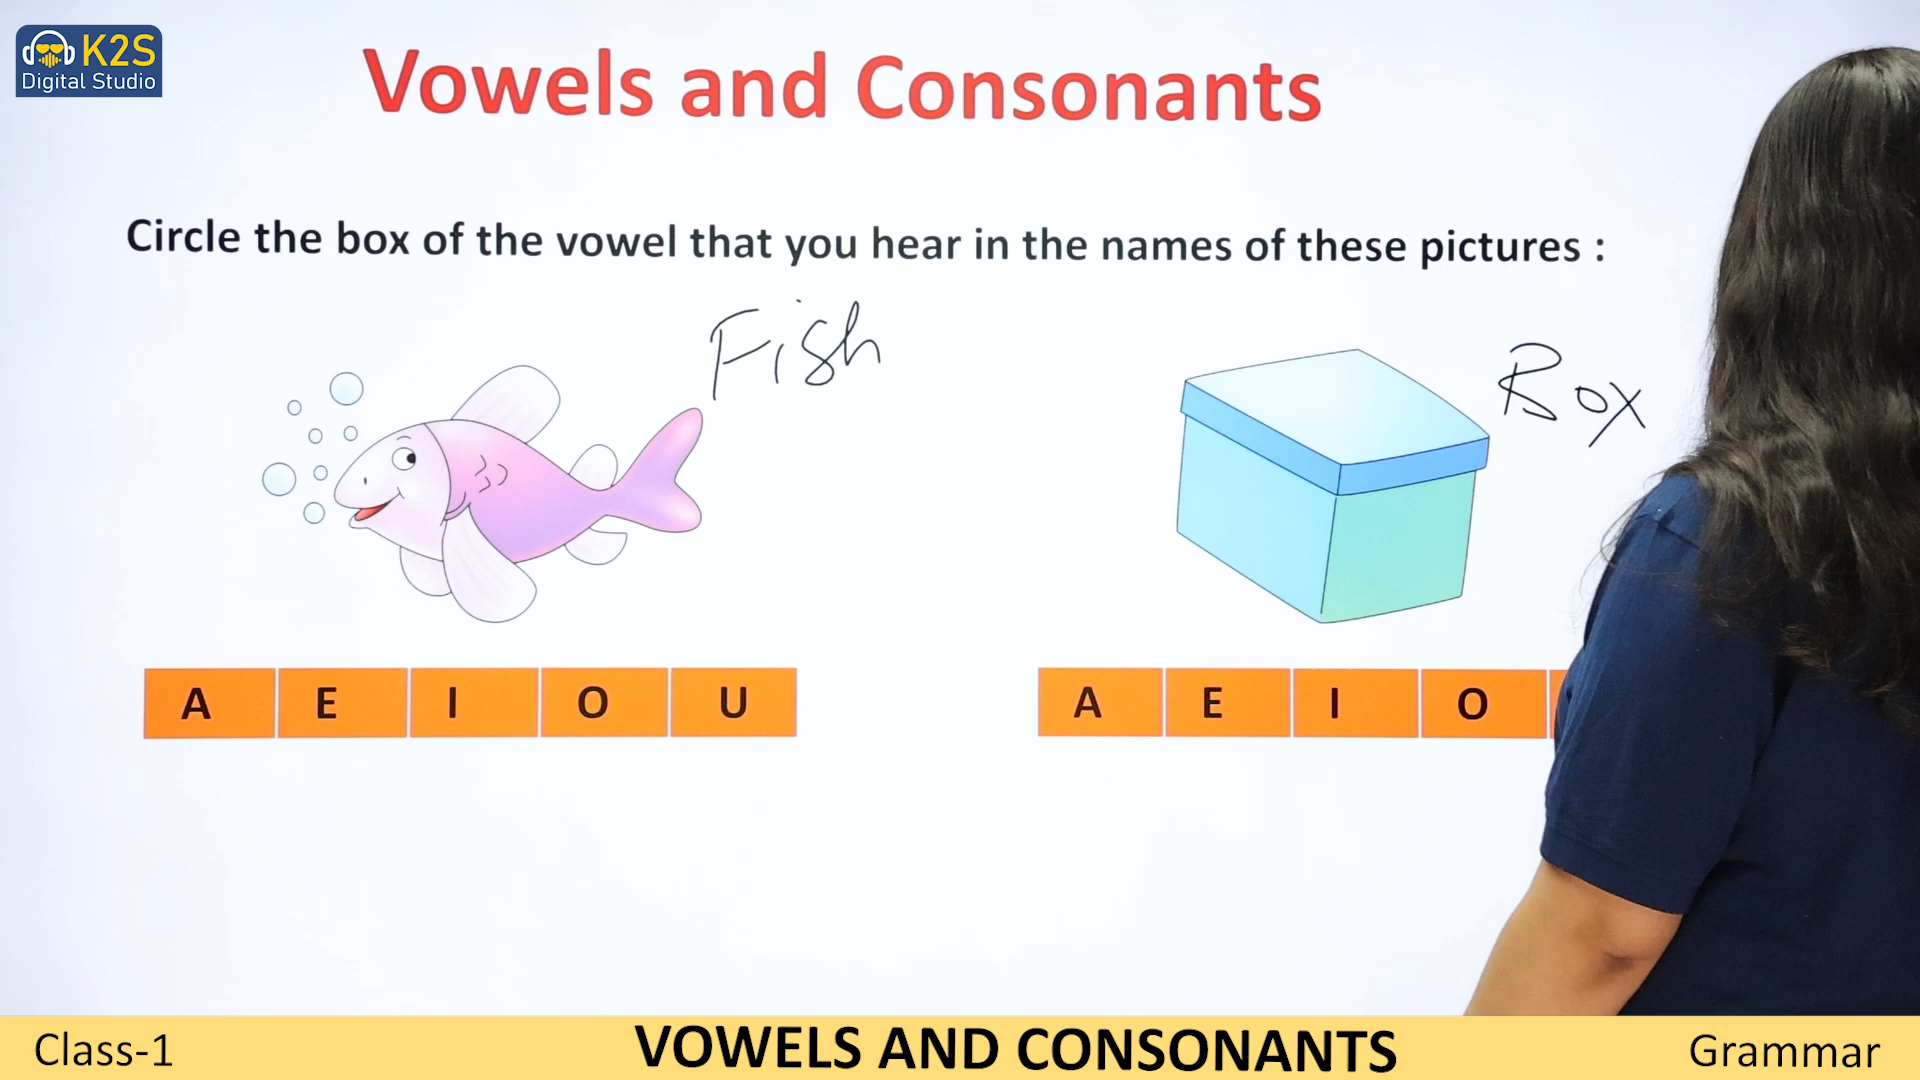 K2S
Digital Studio
Vowels and Consonants
Circle the box of the vowel that you hear in the names of these pictures :
Fish
Box
A E I O U
A E I O
Class-1
VOWELS AND CONSONANTS
Grammar